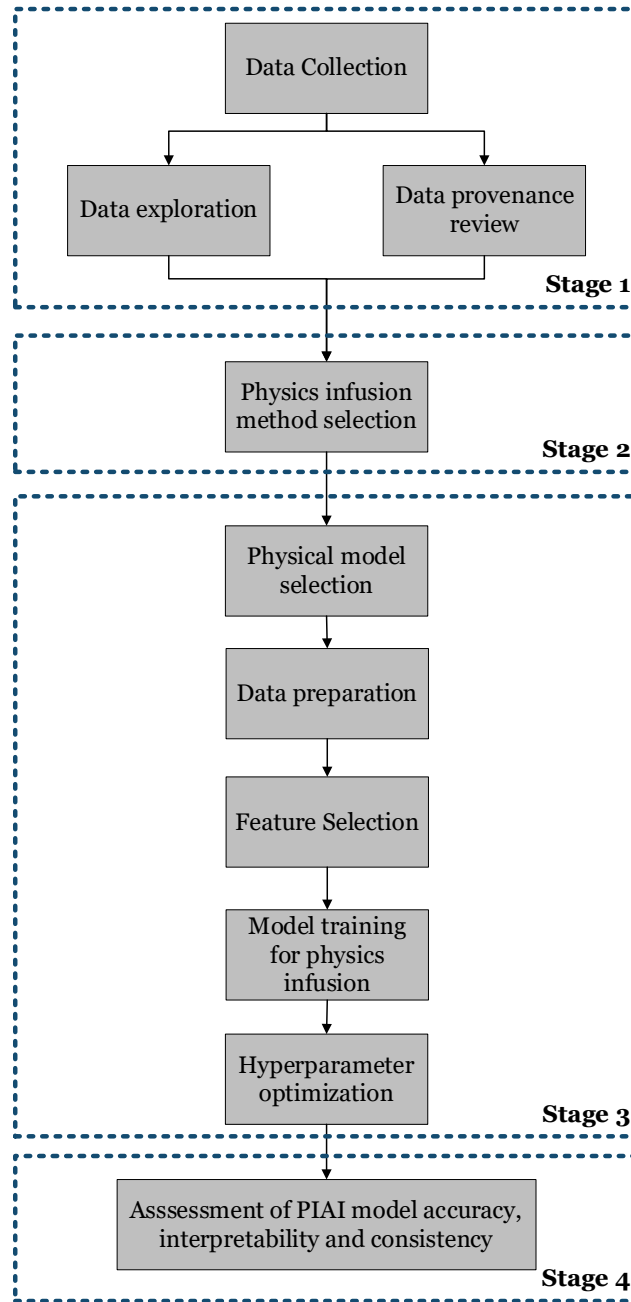 Data Collection
Data exploration
Data provenance
review
Stage 1
Physics infusion
method selection
Stage 2
Physical model
selection
Data preparation
Feature Selection
Model training
for physics
infusion
Hyperparameter
optimization
Stage 3
Asssessment of PIAI model accuracy,
interpretability and consistency
Stage 4